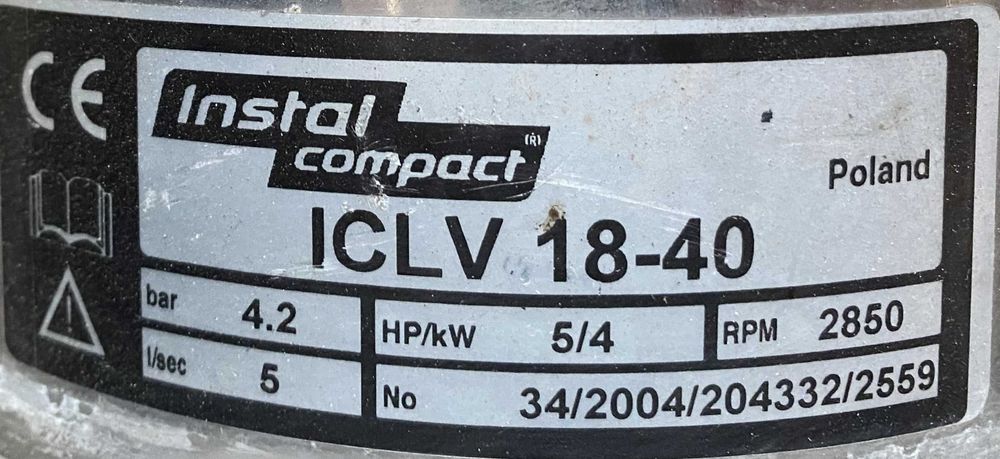 CE
Instal
compact (R)
Poland
ICLV 18-40
bar 4.2
HP/kW 5/4
RPM 2850
l/sec 5
No 34/2004/204332/2559